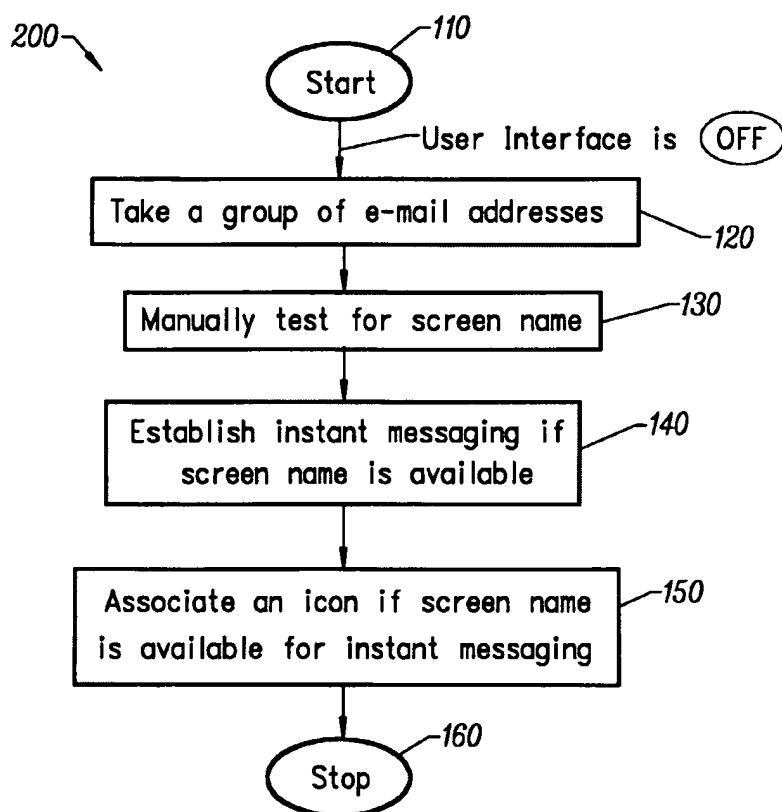 200
110
Start
User Interface is OFF
Take a group of e-mail addresses
120
Manually test for screen name
130
Establish instant messaging if
screen name is available
140
Associate an icon if screen name
is available for instant messaging
150
160
Stop